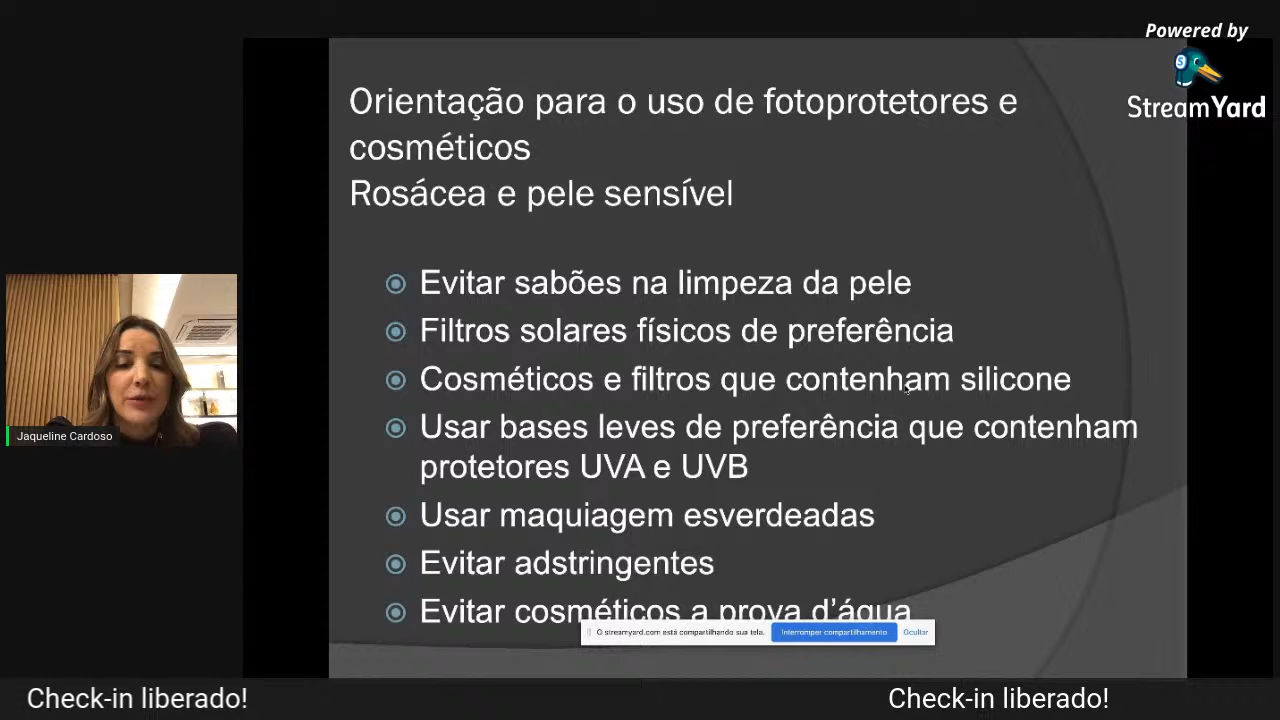 Powered by
StreamYard
Orientação para o uso de fotoprotetores e
cosméticos
Rosácea e pele sensível
Evitar sabões na limpeza da pele
Filtros solares físicos de preferência
Cosméticos e filtros que contenham silicone
Usar bases leves de preferência que contenham
protetores UVA e UVB
Usar maquiagem esverdeadas
Evitar adstringentes
Evitar cosméticos a prova d'água
Jaqueline Cardoso
O streamyard.com está compartilhando sua tela. Interromper compartilhamento Ocultar
Check-in liberado! Check-in liberado!